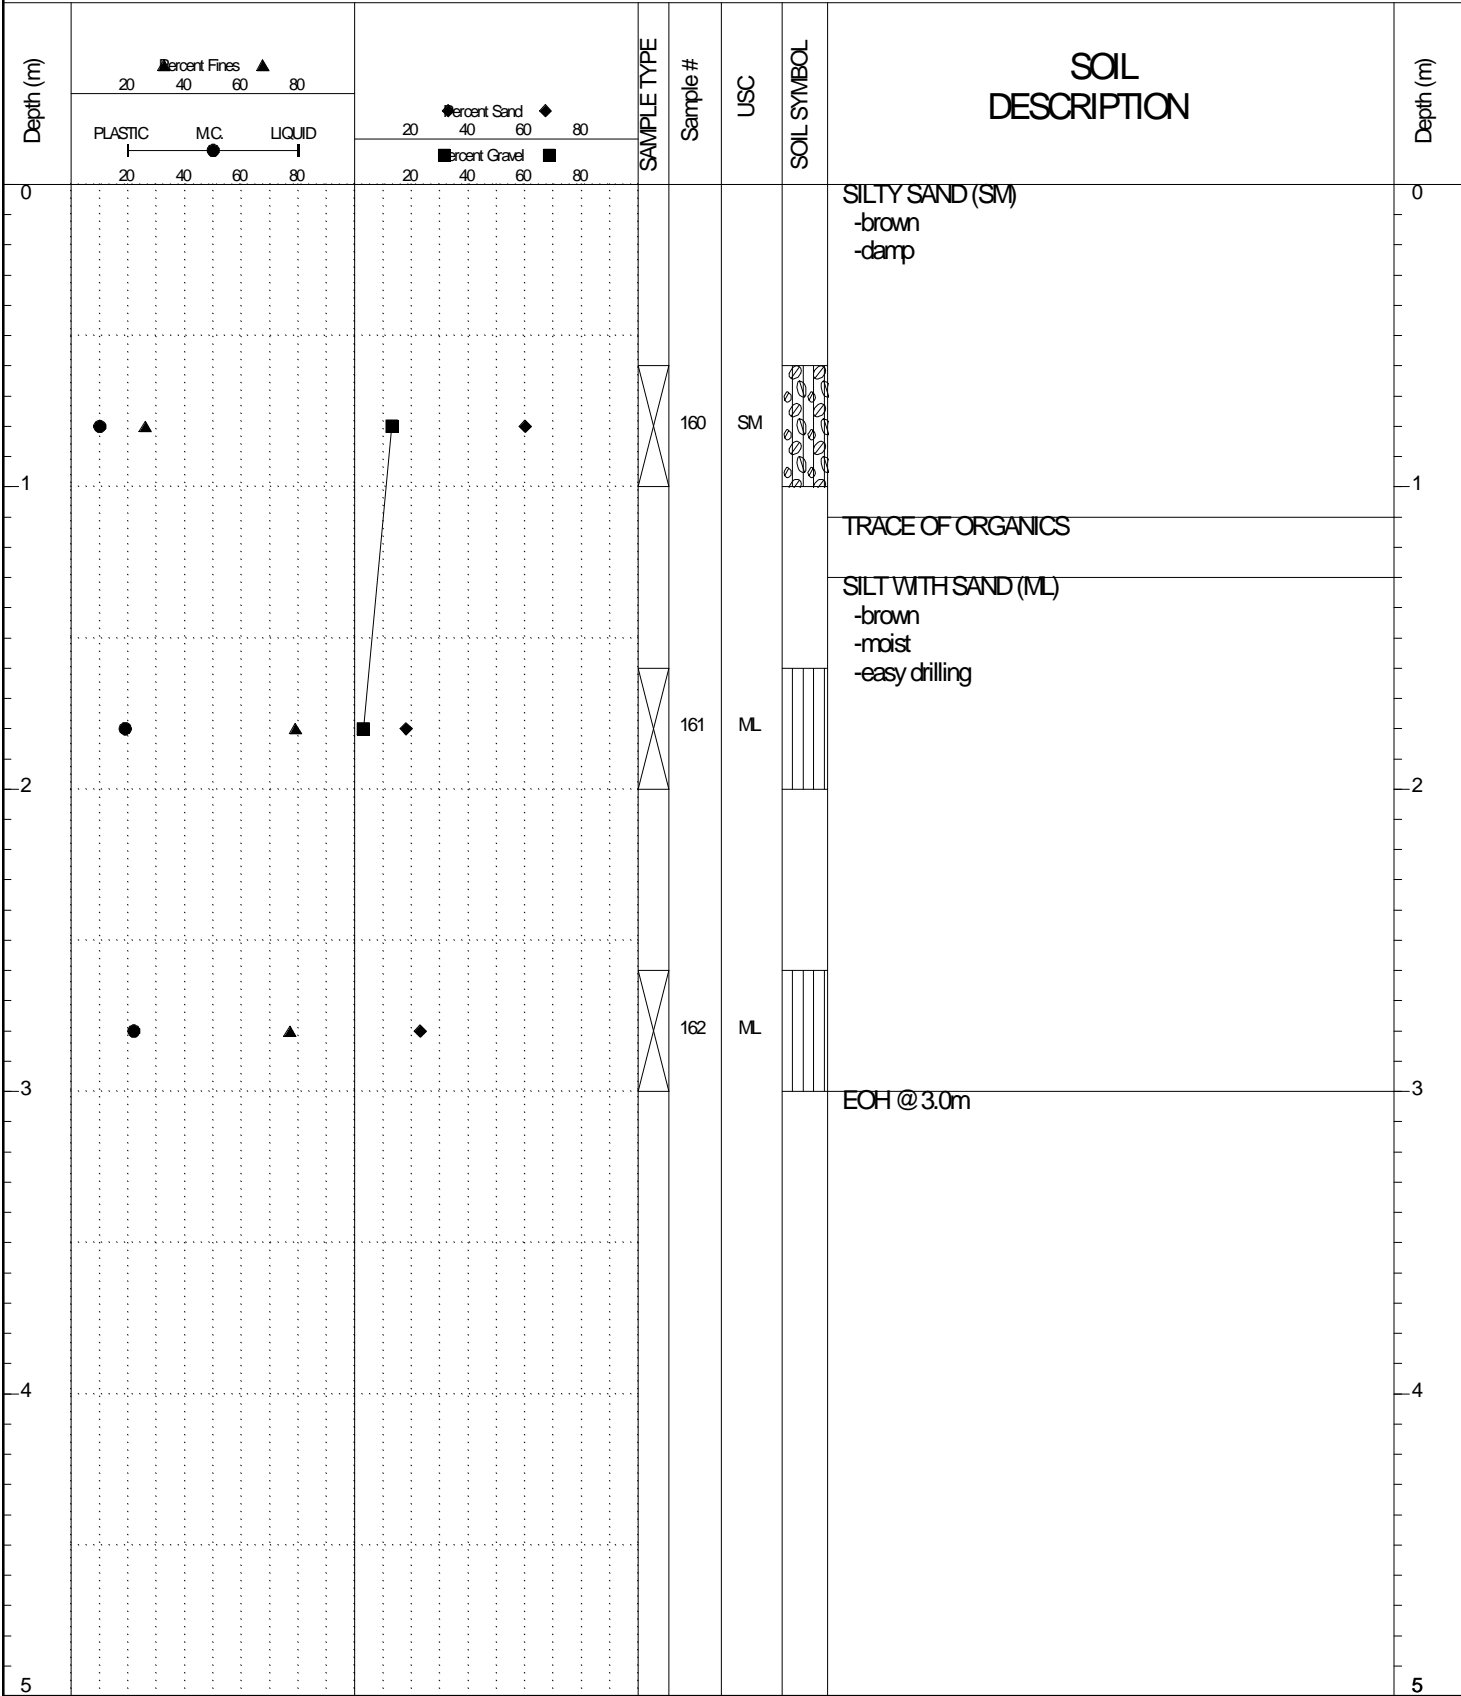 Depth (m)
Percent Fines
20 40 60 80
PLASTIC M.C. LIQUID
20 40 60 80
Percent Sand
20 40 60 80
Percent Gravel
20 40 60 80
SAMPLE TYPE
Sample #
USC
SOIL SYMBOL
SOIL
DESCRIPTION
Depth (m)
0 SILTY SAND (SM) 0
-brown
-damp
160 SM
1 1
TRACE OF ORGANICS
SILT WITH SAND (ML)
-brown
-moist
-easy drilling
161 ML
2 2
162 ML
3 3
EOH @ 3.0m
4 4
5 5